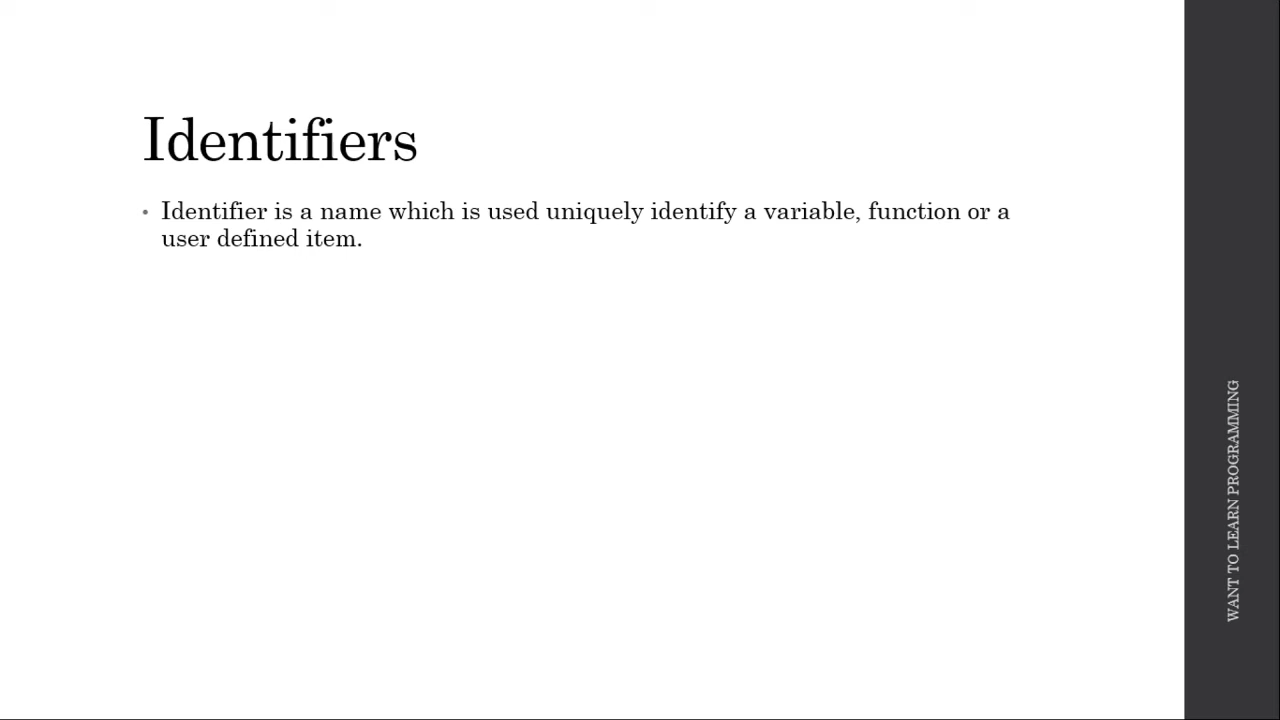 Identifiers
• Identifier is a name which is used uniquely identify a variable, function or a
user defined item.
WANT TO LEARN PROGRAMMING